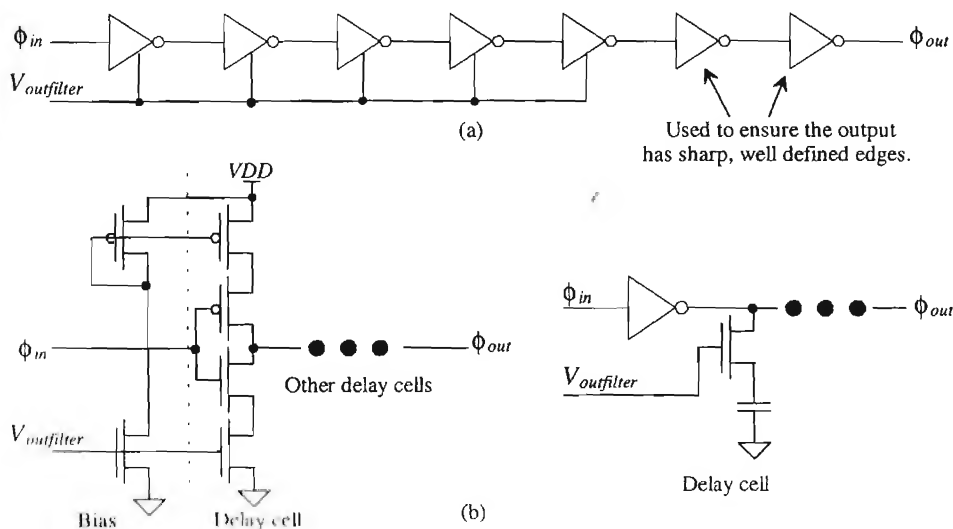 ϕin
ϕout
Voutfilter
(a)
Used to ensure the output
has sharp, well defined edges.
VDD
ϕin
ϕout
Other delay cells
Voutfilter
Bias
Delay cell
ϕin
ϕout
Voutfilter
Delay cell
(b)